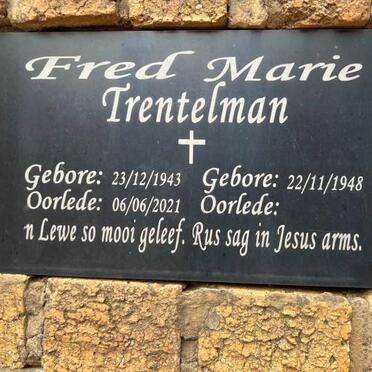 Fred Marie
Trentelman
Gebore: 23/12/1943 Gebore: 22/11/1948
Oorlede: 06/06/2021 Oorlede:
n Lewe so mooi geleef. Rus sag in Jesus arms.